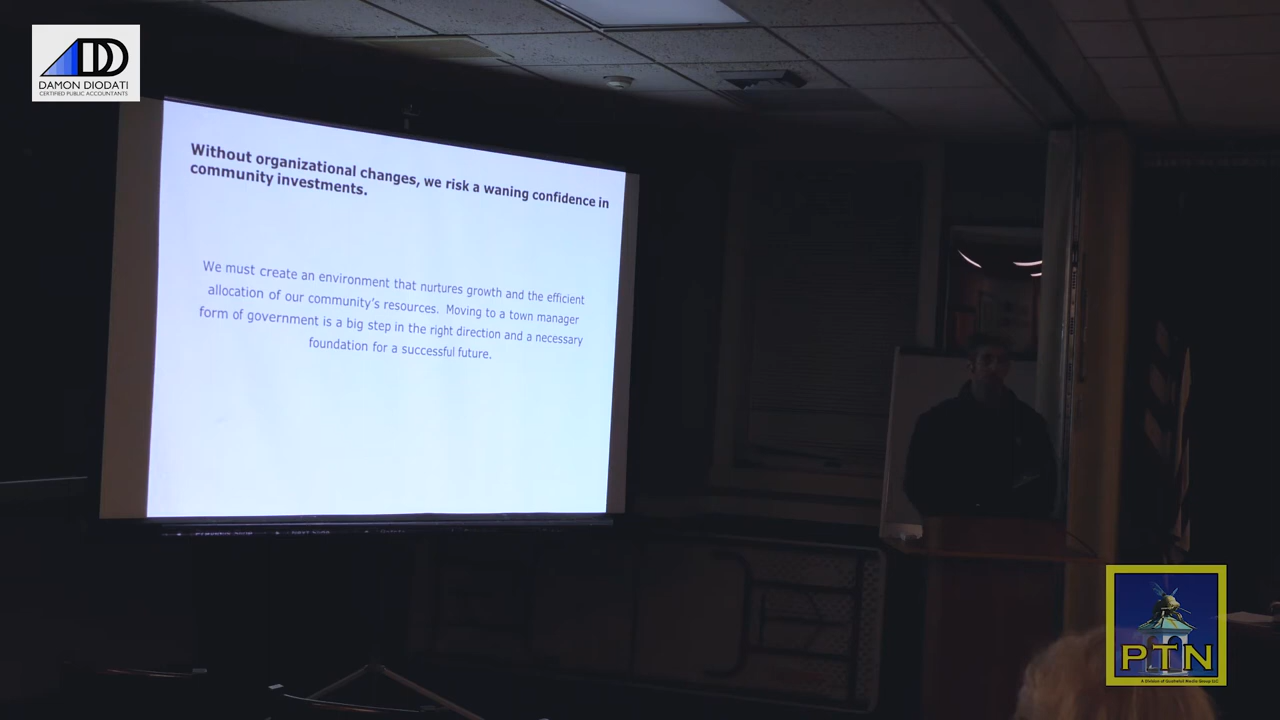 DAMON DIODATI
CERTIFIED PUBLIC ACCOUNTANTS
Without organizational changes, we risk a waning confidence in
community investments.
We must create an environment that nurtures growth and the efficient
allocation of our community's resources. Moving to a town manager
form of government is a big step in the right direction and a necessary
foundation for a successful future.
PTN